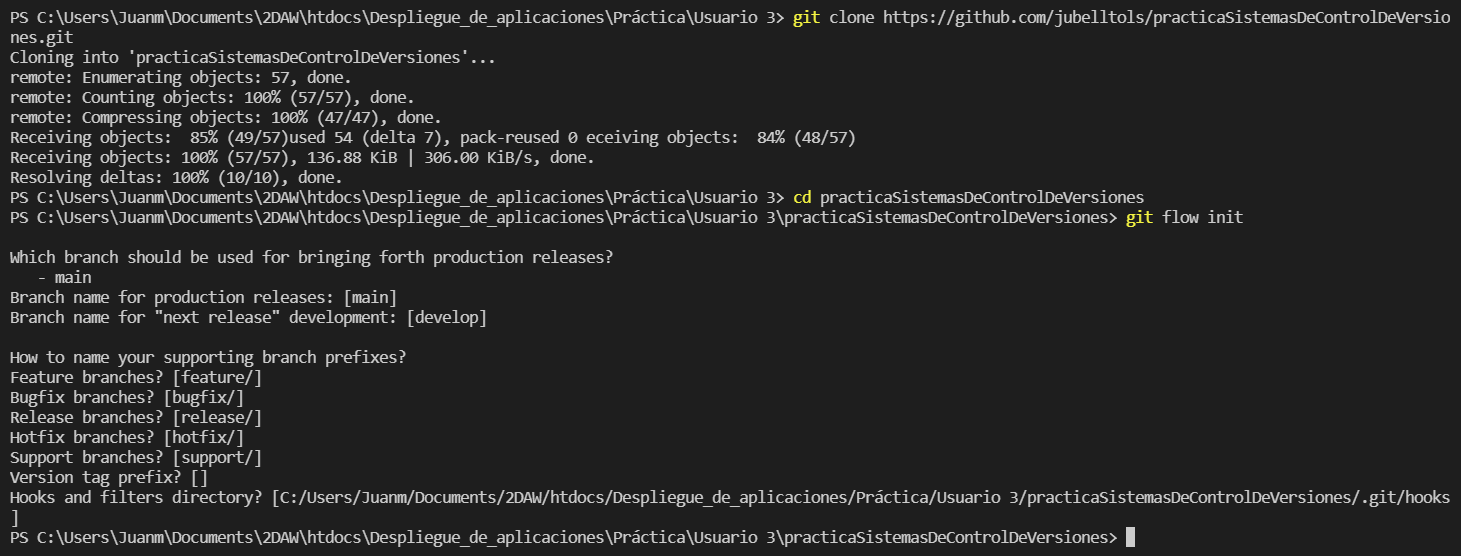 PS C:\Users\Juanm\Documents\2DAW\htdocs\Despliegue_de_aplicaciones\Práctica\Usuario 3> git clone https://github.com/jubelltols/practicaSistemasDeControlDeVersio
nes.git
Cloning into 'practicaSistemasDeControlDeVersiones'...
remote: Enumerating objects: 57, done.
remote: Counting objects: 100% (57/57), done.
remote: Compressing objects: 100% (47/47), done.
Receiving objects:  85% (49/57)used 54 (delta 7), pack-reused 0 eceiving objects:  84% (48/57)
Receiving objects: 100% (57/57), 136.88 KiB | 306.00 KiB/s, done.
Resolving deltas: 100% (10/10), done.
PS C:\Users\Juanm\Documents\2DAW\htdocs\Despliegue_de_aplicaciones\Práctica\Usuario 3> cd practicaSistemasDeControlDeVersiones
PS C:\Users\Juanm\Documents\2DAW\htdocs\Despliegue_de_aplicaciones\Práctica\Usuario 3\practicaSistemasDeControlDeVersiones> git flow init
Which branch should be used for bringing forth production releases?
   - main
Branch name for production releases: [main]
Branch name for "next release" development: [develop]
How to name your supporting branch prefixes?
Feature branches? [feature/]
Bugfix branches? [bugfix/]
Release branches? [release/]
Hotfix branches? [hotfix/]
Support branches? [support/]
Version tag prefix? []
Hooks and filters directory? [C:/Users/Juanm/Documents/2DAW/htdocs/Despliegue_de_aplicaciones/Práctica/Usuario 3/practicaSistemasDeControlDeVersiones/.git/hooks
]
PS C:\Users\Juanm\Documents\2DAW\htdocs\Despliegue_de_aplicaciones\Práctica\Usuario 3\practicaSistemasDeControlDeVersiones>